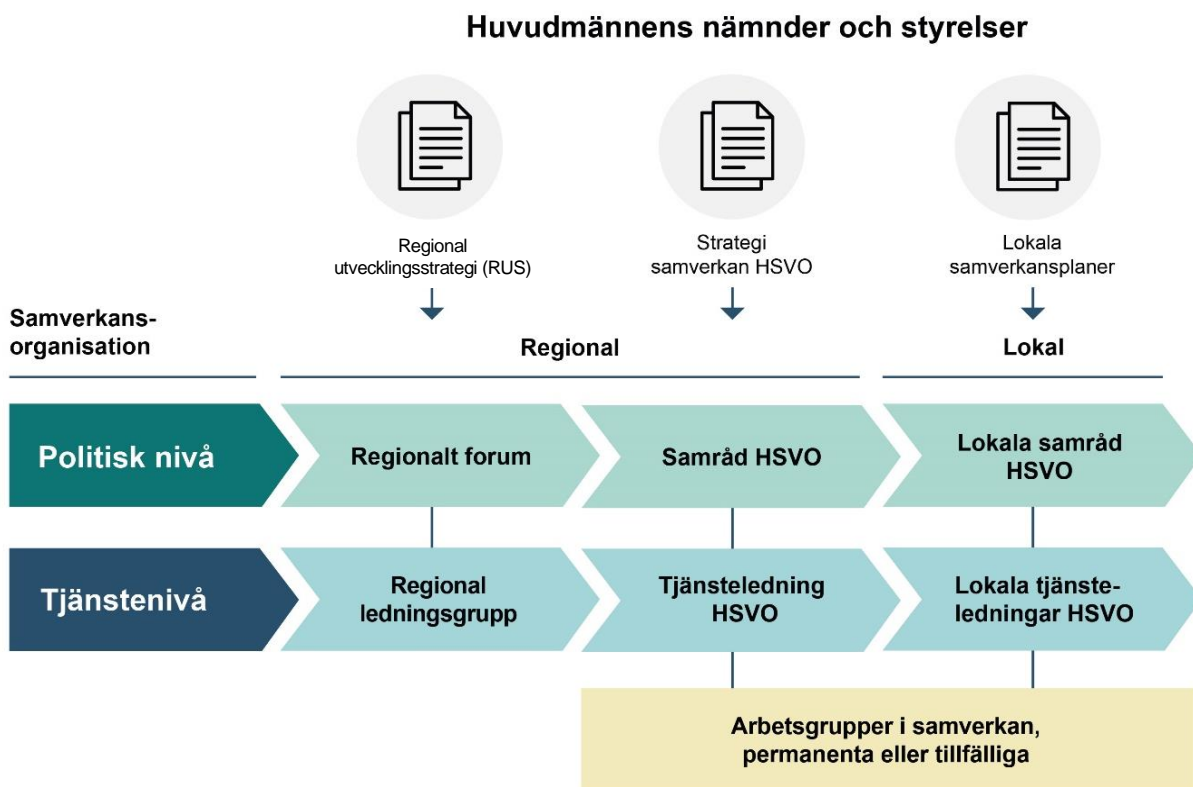 Huvudmännens nämnder och styrelser
Regional
utvecklingsstrategi (RUS)
Strategi
samverkan HSVO
Lokala
samverkansplaner
Samverkans-
organisation
Regional
Lokal
Politisk nivå
Regionalt forum
Samråd HSVO
Lokala samråd
HSVO
Tjänstenivå
Regional
ledningsgrupp
Tjänsteledning
HSVO
Lokala tjänste-
ledningar HSVO
Arbetsgrupper i samverkan,
permanenta eller tillfälliga